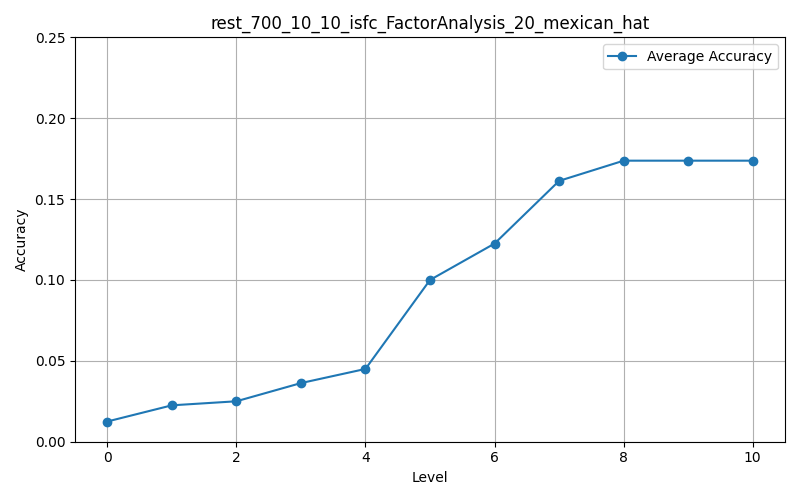 rest_700_10_10_isfc_FactorAnalysis_20_mexican_hat
Average Accuracy
0.25
0.20
0.15
0.10
0.05
0.00
Accuracy
0 2 4 6 8 10
Level